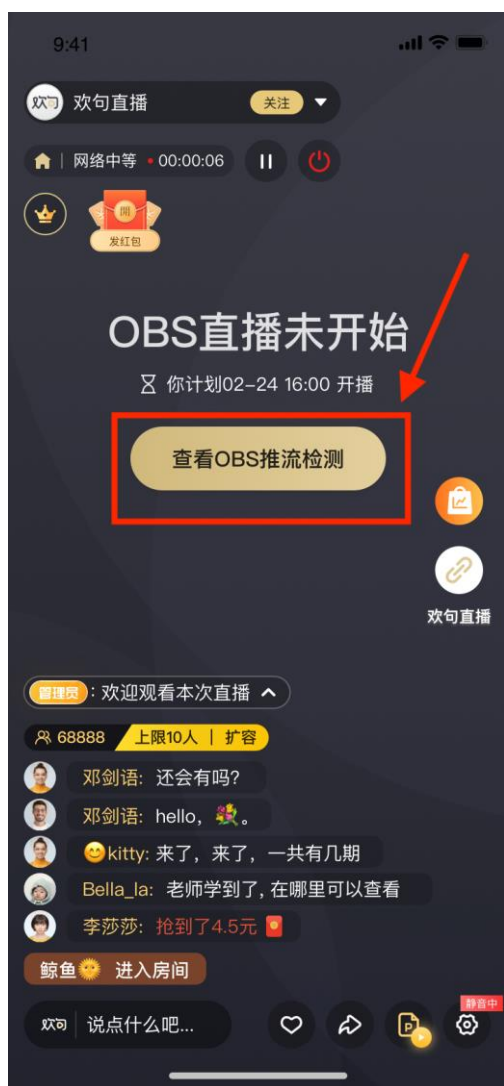 9:41
欢句 欢句直播 关注
网络中等 • 00:00:06
開
发红包
OBS直播未开始
你计划02-24 16:00 开播
查看OBS推流检测
欢句直播
管理员：欢迎观看本次直播
68888 上限10人 | 扩容
邓剑语: 还会有吗?
邓剑语: hello, 💐。
😊kitty: 来了，来了，一共有几期
Bella_la: 老师学到了, 在哪里可以查看
李莎莎: 抢到了4.5元🧧
鲸鱼🌞 进入房间
欢句 说点什么吧...
P
静音中